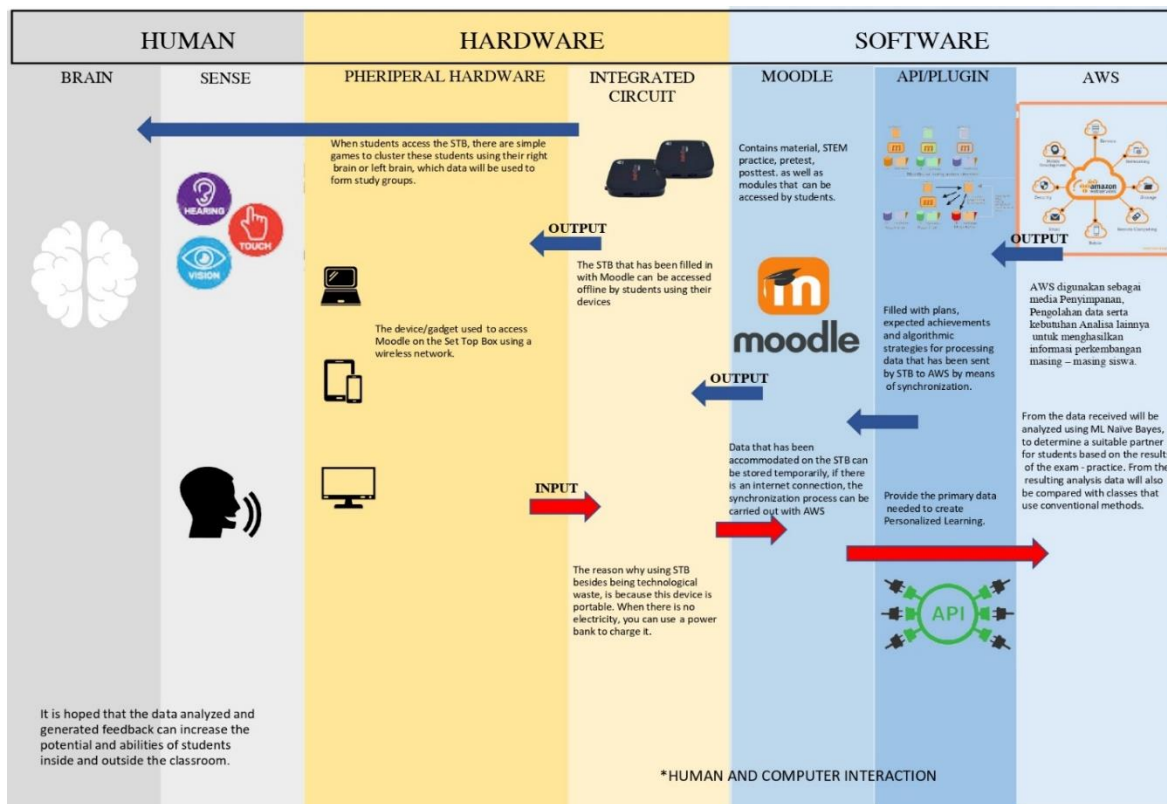 HUMAN
HARDWARE
SOFTWARE
BRAIN
SENSE
PHERIPERAL HARDWARE
INTEGRATED
CIRCUIT
MOODLE
API/PLUGIN
AWS
HEARING
TOUCH
VISION
When students access the STB, there are simple
games to cluster these students using their right
brain or left brain, which data will be used to
form study groups.
OUTPUT
The STB that has been filled in
with Moodle can be accessed
offline by students using their
devices
The device/gadget used to access
Moodle on the Set Top Box using a
wireless network.
INPUT
The reason why using STB
besides being technological
waste, is because this device is
portable. When there is no
electricity, you can use a power
bank to charge it.
Contains material, STEM
practice, pretest,
posttest. as well as
modules that can be
accessed by students.
m
moodle
OUTPUT
Data that has been
accommodated on the STB can
be stored temporarily, if there
is an internet connection, the
synchronization process can be
carried out with AWS
Filled with plans,
expected achievements
and algorithmic
strategies for processing
data that has been sent
by STB to AWS by means
of synchronization.
Provide the primary data
needed to create
Personalized Learning.
API
amazon
OUTPUT
AWS digunakan sebagai
media Penyimpanan,
Pengolahan data serta
kebutuhan Analisa lainnya
untuk menghasilkan
informasi perkembangan
masing – masing siswa.
From the data received will be
analyzed using ML Naïve Bayes,
to determine a suitable partner
for students based on the result
of the exam - practice. From the
resulting analysis data will also
be compared with classes that
use conventional methods.
It is hoped that the data analyzed and
generated feedback can increase the
potential and abilities of students
inside and outside the classroom.
*HUMAN AND COMPUTER INTERACTION